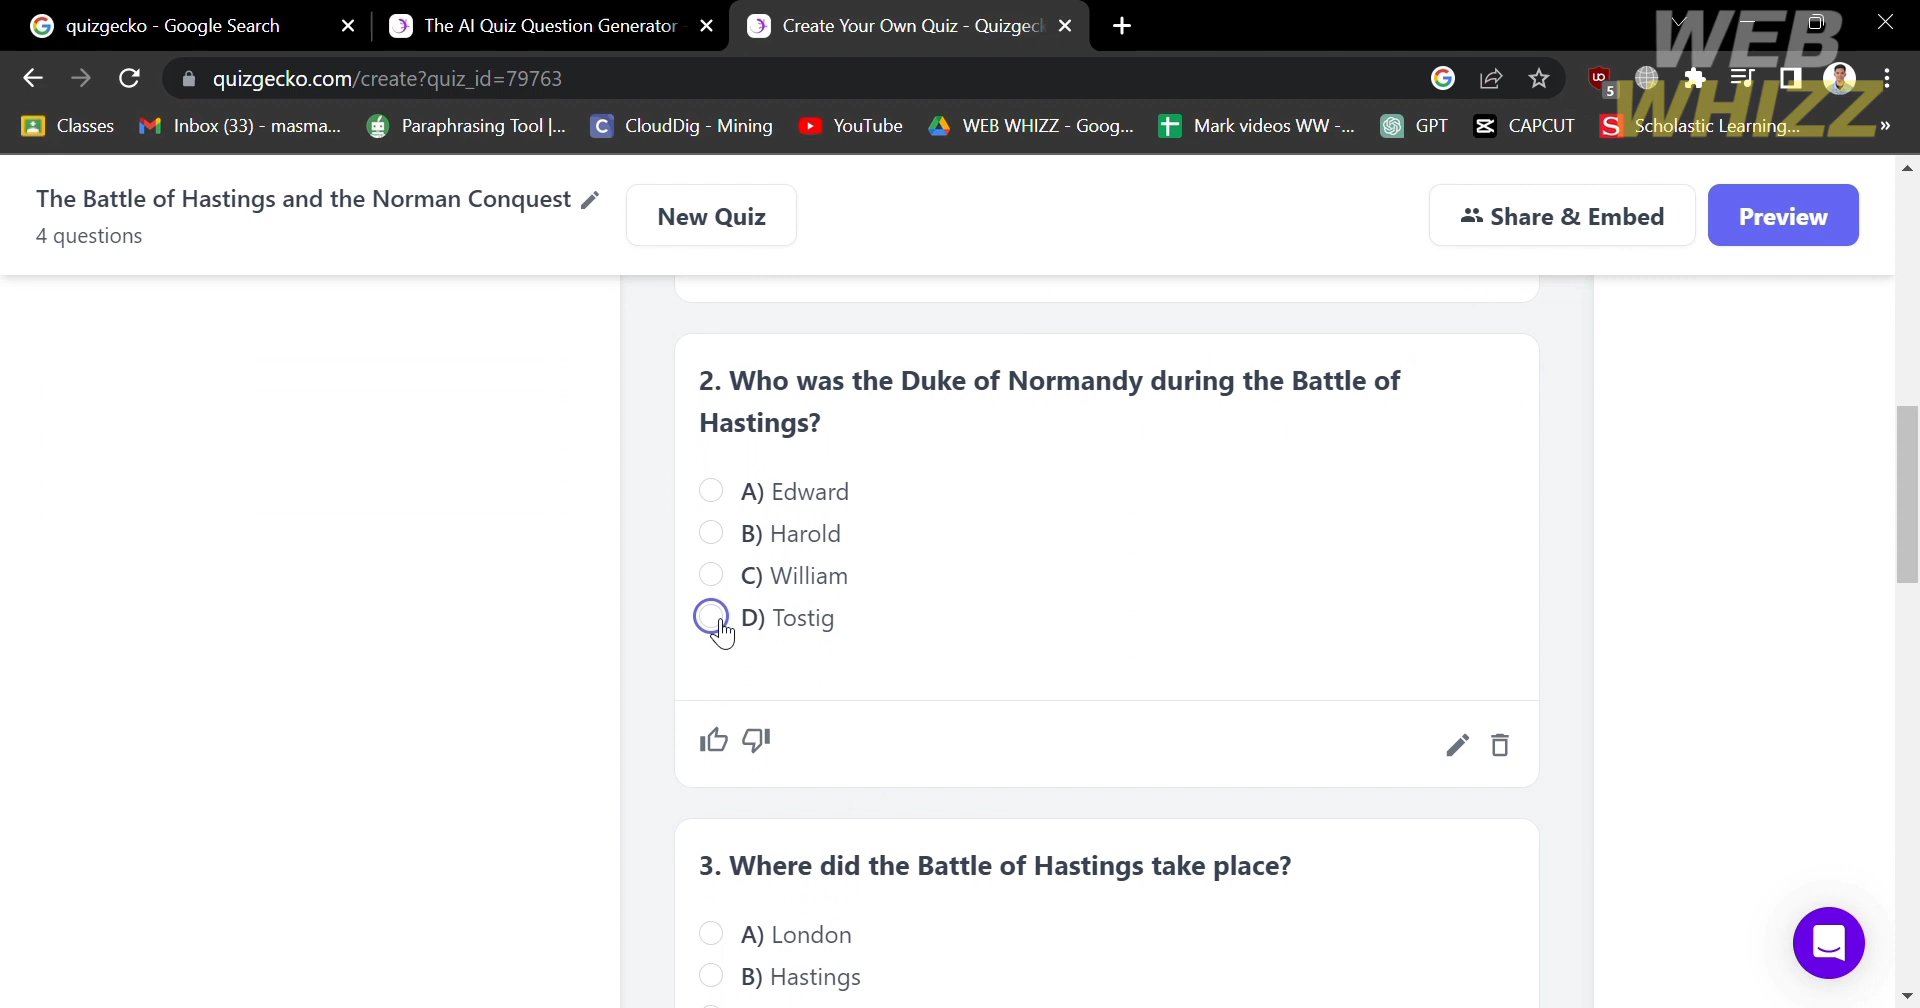 quizgecko - Google Search
The AI Quiz Question Generator
Create Your Own Quiz - Quizgeck
WEB
WHIZZ
quizgecko.com/create?quiz_id=79763
5
Classes
Inbox (33) - masma...
Paraphrasing Tool |...
C
CloudDig - Mining
YouTube
WEB WHIZZ - Goog...
Mark videos WW -...
GPT
CAPCUT
S
Scholastic Learning...
»
The Battle of Hastings and the Norman Conquest
4 questions
New Quiz
Share & Embed
Preview
2. Who was the Duke of Normandy during the Battle of
Hastings?
A) Edward
B) Harold
C) William
D) Tostig
3. Where did the Battle of Hastings take place?
A) London
B) Hastings